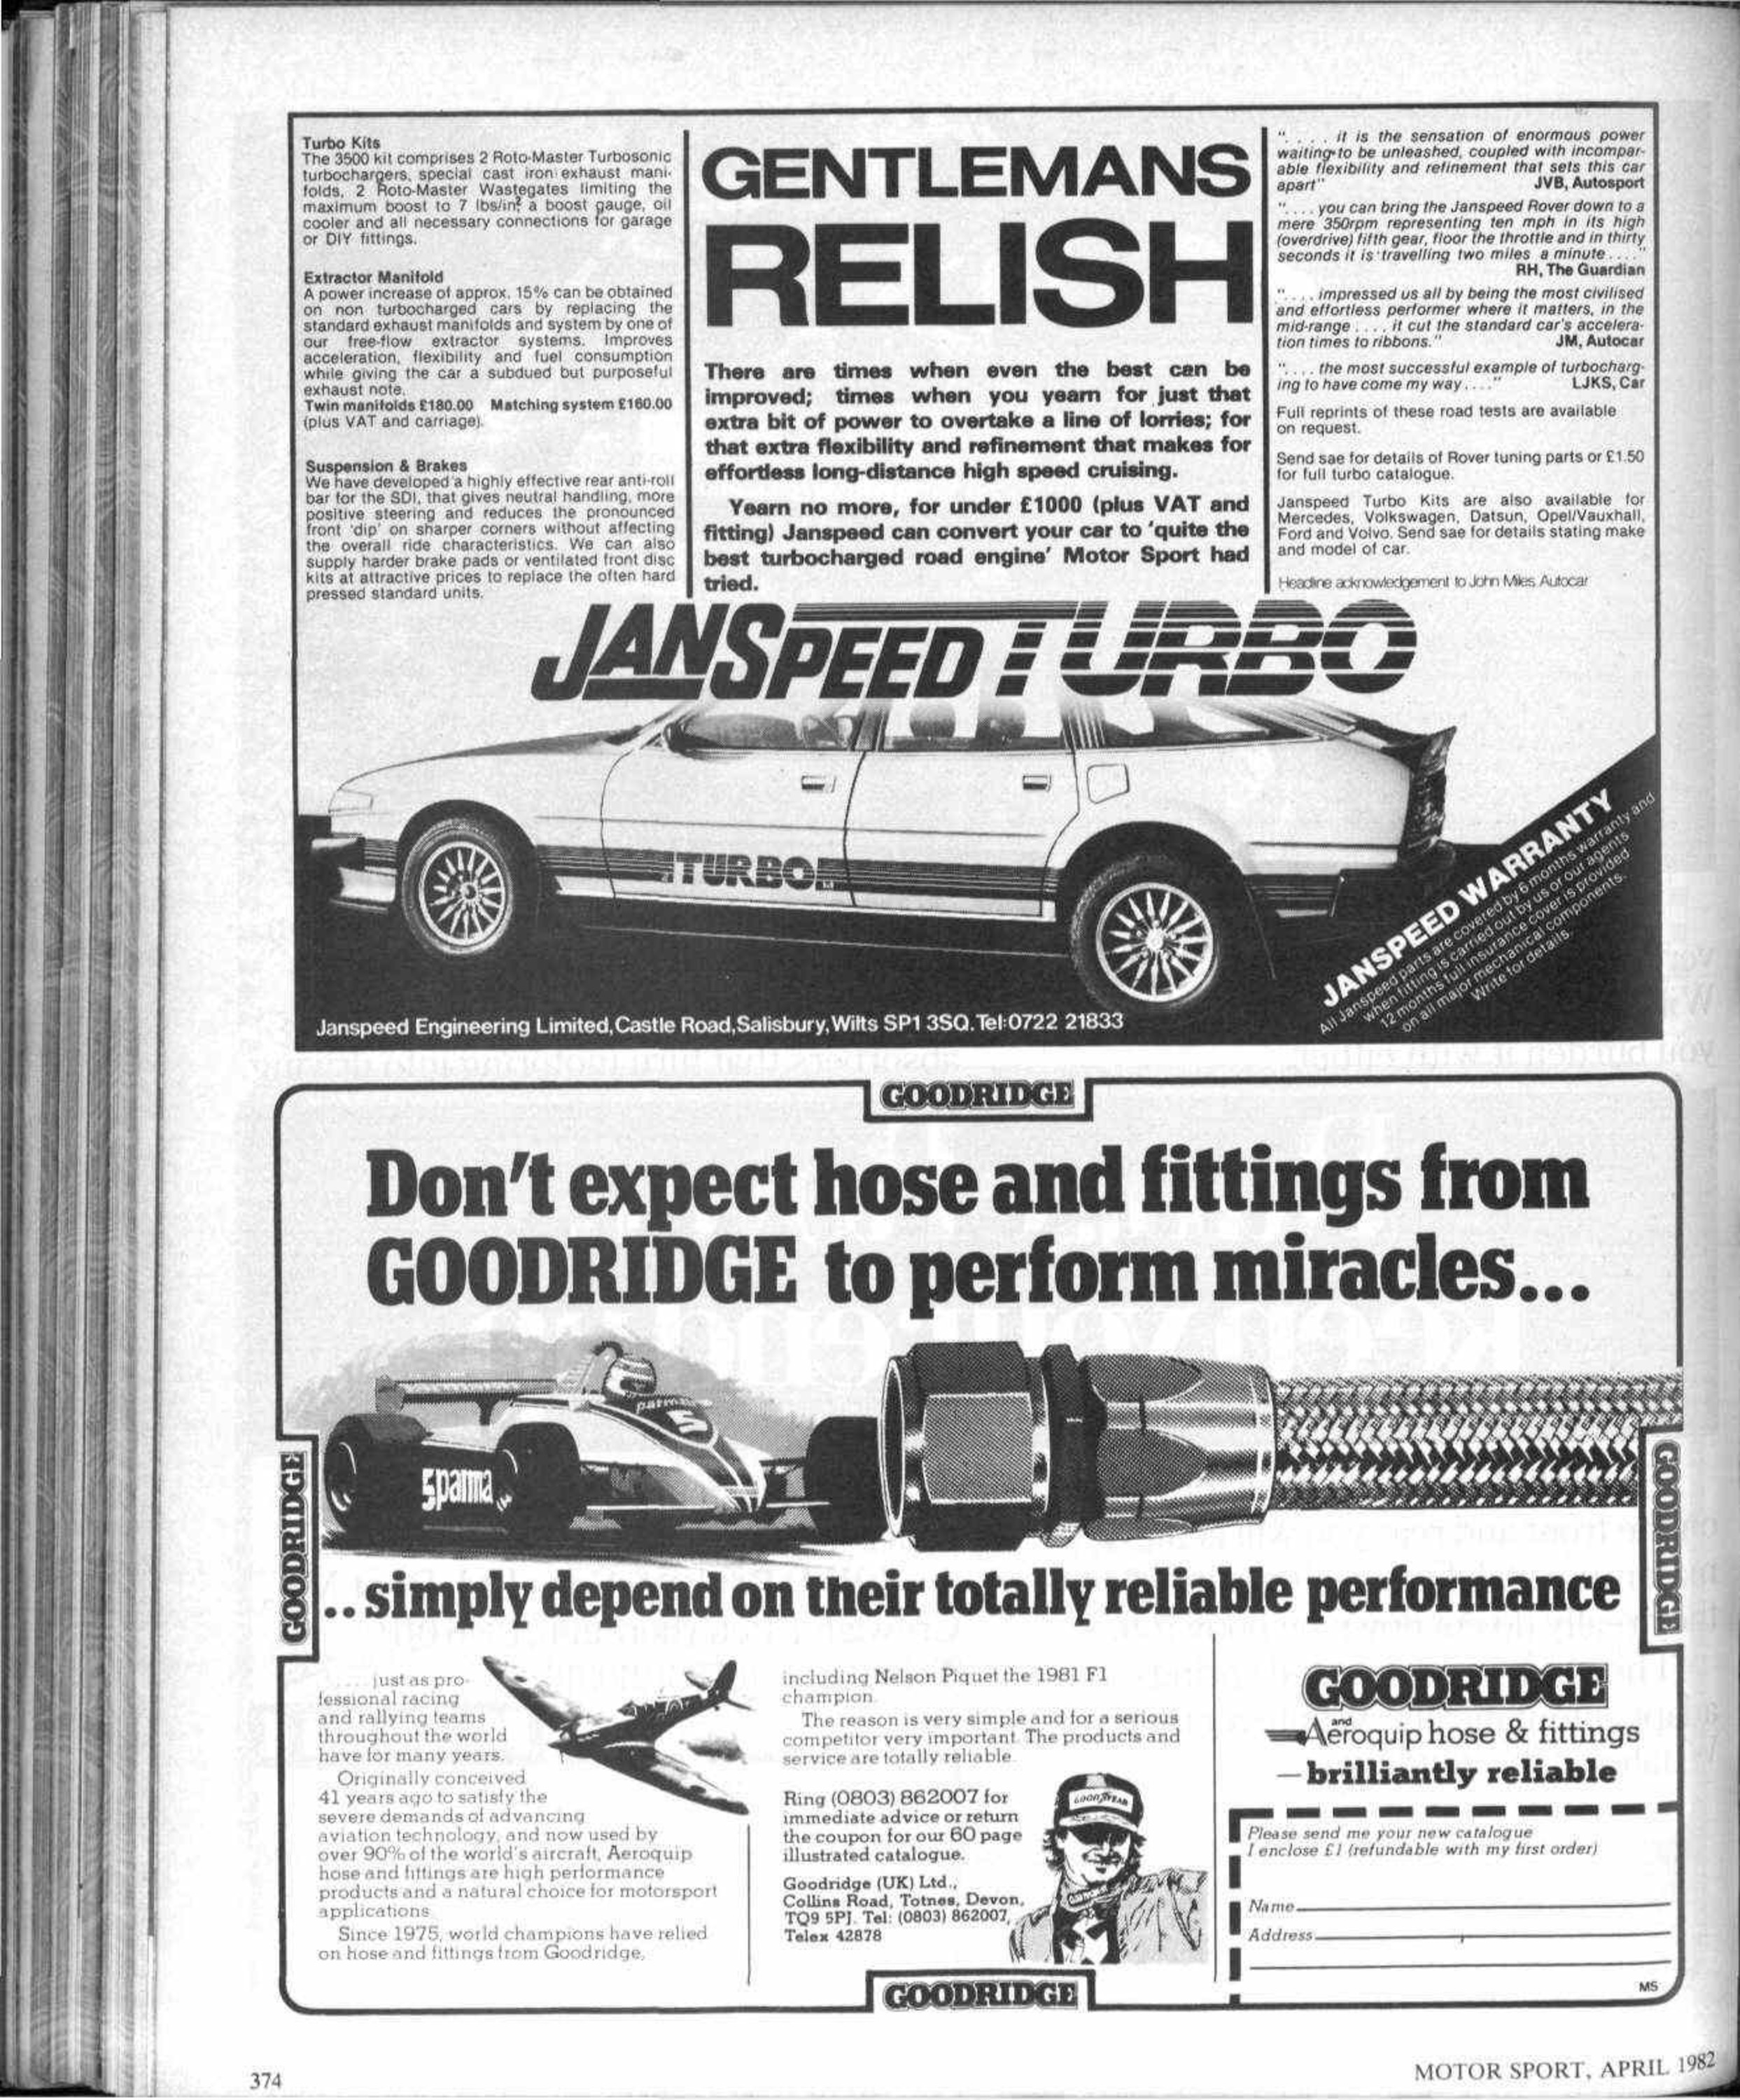 Turbo Kits
The 3500 kit comprises 2 Roto-Master Turbosonic
turbochargers, special cast iron exhaust mani-
folds, 2 Roto-Master Wastegates limiting the
maximum boost to 7 lbs/in², a boost gauge, oil
cooler and all necessary connections for garage
or DIY fittings.
Extractor Manifold
A power increase of approx. 15% can be obtained
on non turbocharged cars by replacing the
standard exhaust manifolds and system by one of
our free-flow extractor systems. Improves
acceleration, flexibility and fuel consumption
while giving the car a subdued but purposeful
exhaust note.
Twin manifolds £180.00 Matching system £160.00
(plus VAT and carriage).
Suspension & Brakes
We have developed a highly effective rear anti-roll
bar for the SDI, that gives neutral handling, more
positive steering and reduces the pronounced
front 'dip' on sharper corners without affecting
the overall ride characteristics. We can also
supply harder brake pads or ventilated front disc
kits at attractive prices to replace the often hard
pressed standard units.
GENTLEMANS
RELISH
There are times when even the best can be
improved; times when you yearn for just that
extra bit of power to overtake a line of lorries; for
that extra flexibility and refinement that makes for
effortless long-distance high speed cruising.
Yearn no more, for under £1000 (plus VAT and
fitting) Janspeed can convert your car to 'quite the
best turbocharged road engine' Motor Sport had
tried.
". . . . it is the sensation of enormous power
waiting to be unleashed, coupled with incompar-
able flexibility and refinement that sets this car
apart" JVB, Autosport
". . . . you can bring the Janspeed Rover down to a
mere 350rpm representing ten mph in its high
(overdrive) fifth gear, floor the throttle and in thirty
seconds it is travelling two miles a minute . . . ."
RH, The Guardian
". . . . impressed us all by being the most civilised
and effortless performer where it matters, in the
mid-range . . . . it cut the standard car's accelera-
tion times to ribbons." JM, Autocar
". . . . the most successful example of turbocharg-
ing to have come my way . . . ." LJKS, Car
Full reprints of these road tests are available
on request.
Send sae for details of Rover tuning parts or £1.50
for full turbo catalogue.
Janspeed Turbo Kits are also available for
Mercedes, Volkswagen, Datsun, Opel/Vauxhall,
Ford and Volvo. Send sae for details stating make
and model of car.
Headline acknowledgement to John Miles Autocar
JANSPEED TURBO
TURBO
JANSPEED WARRANTY
All Janspeed parts are covered by 6 months warranty and
when fitting is carried out by us or our agents
12 months full insurance cover is provided
on all major mechanical components.
Write for details.
Janspeed Engineering Limited, Castle Road, Salisbury, Wilts SP1 3SQ. Tel: 0722 21833
GOODRIDGE
Don't expect hose and fittings from
GOODRIDGE to perform miracles...
parmalat
5
parma
GOODRIDGE
GOODRIDGE
.. simply depend on their totally reliable performance
. . . . just as pro-
fessional racing
and rallying teams
throughout the world
have for many years.
Originally conceived
41 years ago to satisfy the
severe demands of advancing
aviation technology, and now used by
over 90% of the world's aircraft, Aeroquip
hose and fittings are high performance
products and a natural choice for motorsport
applications.
Since 1975, world champions have relied
on hose and fittings from Goodridge,
including Nelson Piquet the 1981 F1
champion.
The reason is very simple and for a serious
competitor very important. The products and
service are totally reliable.
Ring (0803) 862007 for
immediate advice or return
the coupon for our 60 page
illustrated catalogue.
Goodridge (UK) Ltd.,
Collins Road, Totnes, Devon,
TQ9 5PJ. Tel: (0803) 862007,
Telex 42878
GOODYEAR
GOODRIDGE
and
Aeroquip hose & fittings
— brilliantly reliable
Please send me your new catalogue
I enclose £1 (refundable with my first order)
Name
Address
MS
GOODRIDGE
374
MOTOR SPORT, APRIL 1982